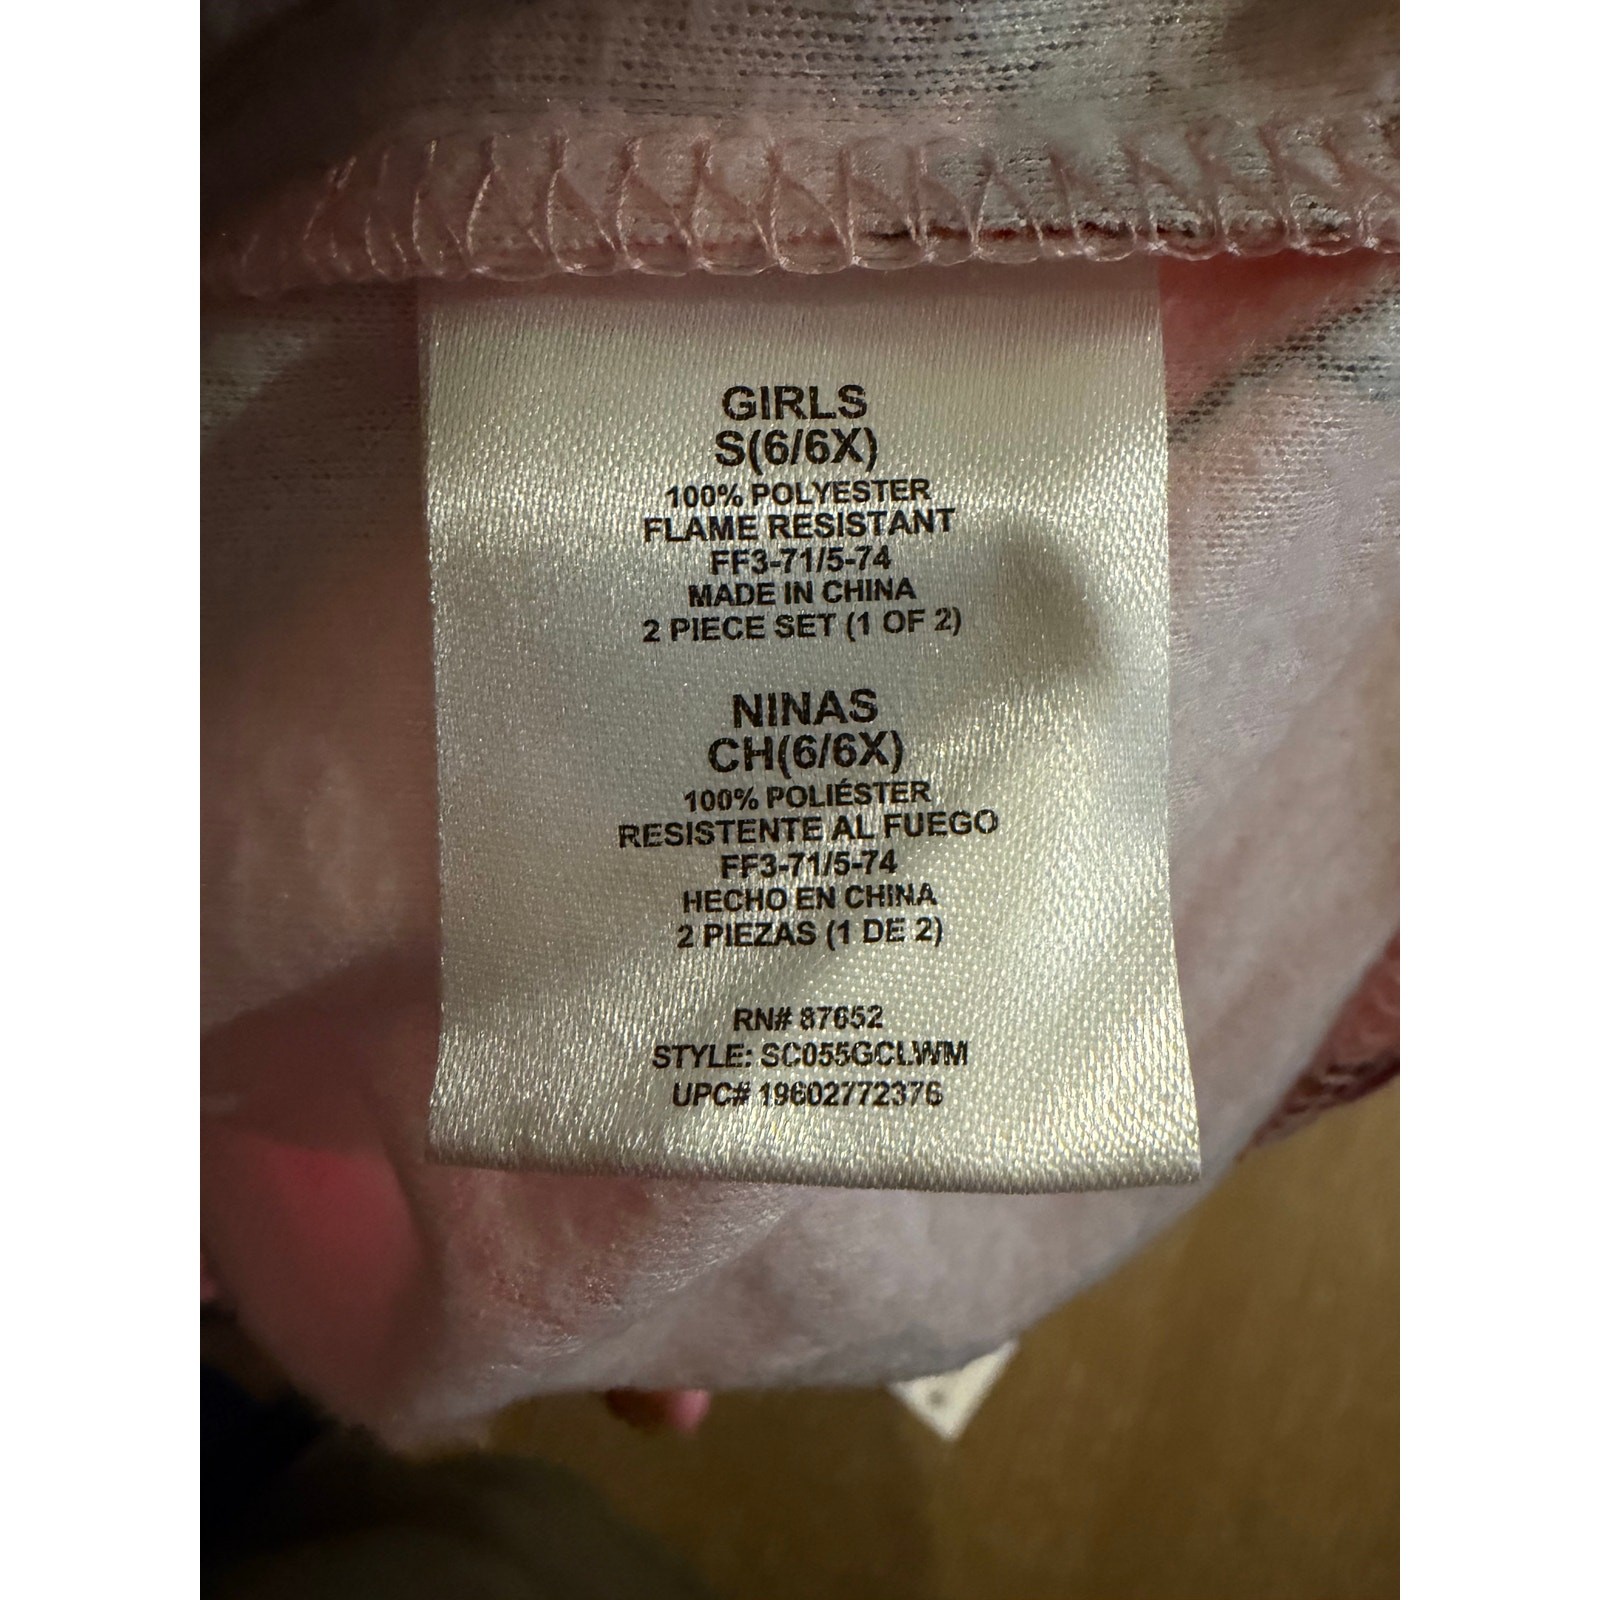 GIRLS
S(6/6X)
100% POLYESTER
FLAME RESISTANT
FF3-71/5-74
MADE IN CHINA
2 PIECE SET (1 OF 2)
NINAS
CH(6/6X)
100% POLIÉSTER
RESISTENTE AL FUEGO
FF3-71/5-74
HECHO EN CHINA
2 PIEZAS (1 DE 2)
RN# 87652
STYLE: SC055GCLWM
UPC# 19602772376